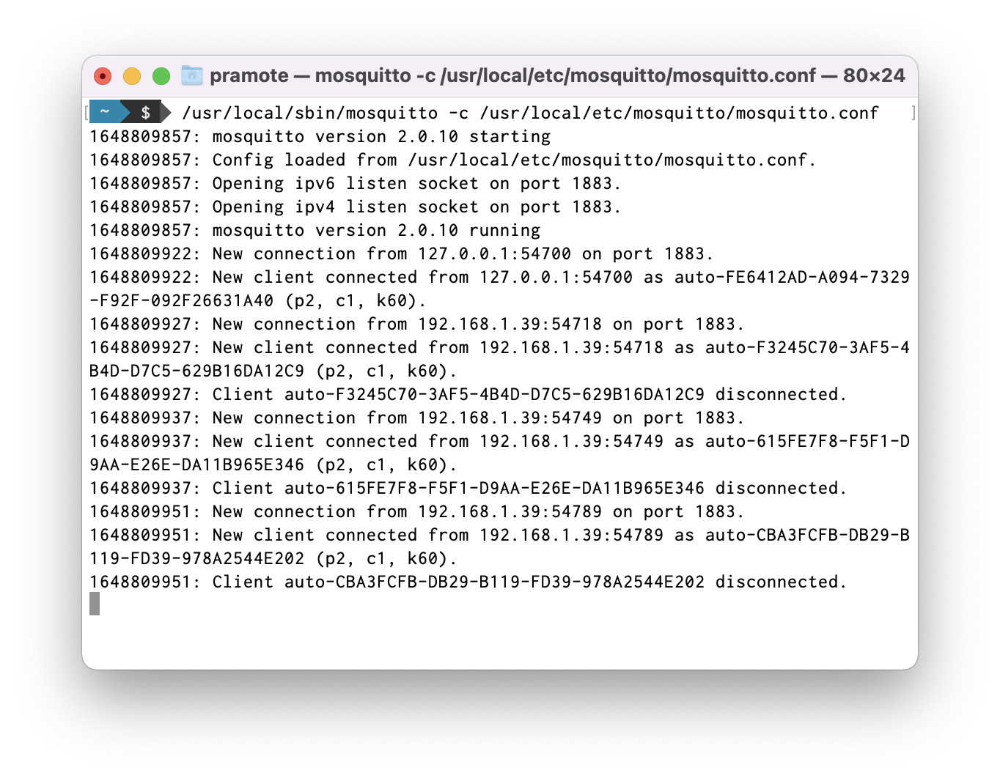 pramote — mosquitto -c /usr/local/etc/mosquitto/mosquitto.conf — 80×24
[ ~ $ /usr/local/sbin/mosquitto -c /usr/local/etc/mosquitto/mosquitto.conf ]
1648809857: mosquitto version 2.0.10 starting
1648809857: Config loaded from /usr/local/etc/mosquitto/mosquitto.conf.
1648809857: Opening ipv6 listen socket on port 1883.
1648809857: Opening ipv4 listen socket on port 1883.
1648809857: mosquitto version 2.0.10 running
1648809922: New connection from 127.0.0.1:54700 on port 1883.
1648809922: New client connected from 127.0.0.1:54700 as auto-FE6412AD-A094-7329
-F92F-092F26631A40 (p2, c1, k60).
1648809927: New connection from 192.168.1.39:54718 on port 1883.
1648809927: New client connected from 192.168.1.39:54718 as auto-F3245C70-3AF5-4
B4D-D7C5-629B16DA12C9 (p2, c1, k60).
1648809927: Client auto-F3245C70-3AF5-4B4D-D7C5-629B16DA12C9 disconnected.
1648809937: New connection from 192.168.1.39:54749 on port 1883.
1648809937: New client connected from 192.168.1.39:54749 as auto-615FE7F8-F5F1-D
9AA-E26E-DA11B965E346 (p2, c1, k60).
1648809937: Client auto-615FE7F8-F5F1-D9AA-E26E-DA11B965E346 disconnected.
1648809951: New connection from 192.168.1.39:54789 on port 1883.
1648809951: New client connected from 192.168.1.39:54789 as auto-CBA3FCFB-DB29-B
119-FD39-978A2544E202 (p2, c1, k60).
1648809951: Client auto-CBA3FCFB-DB29-B119-FD39-978A2544E202 disconnected.